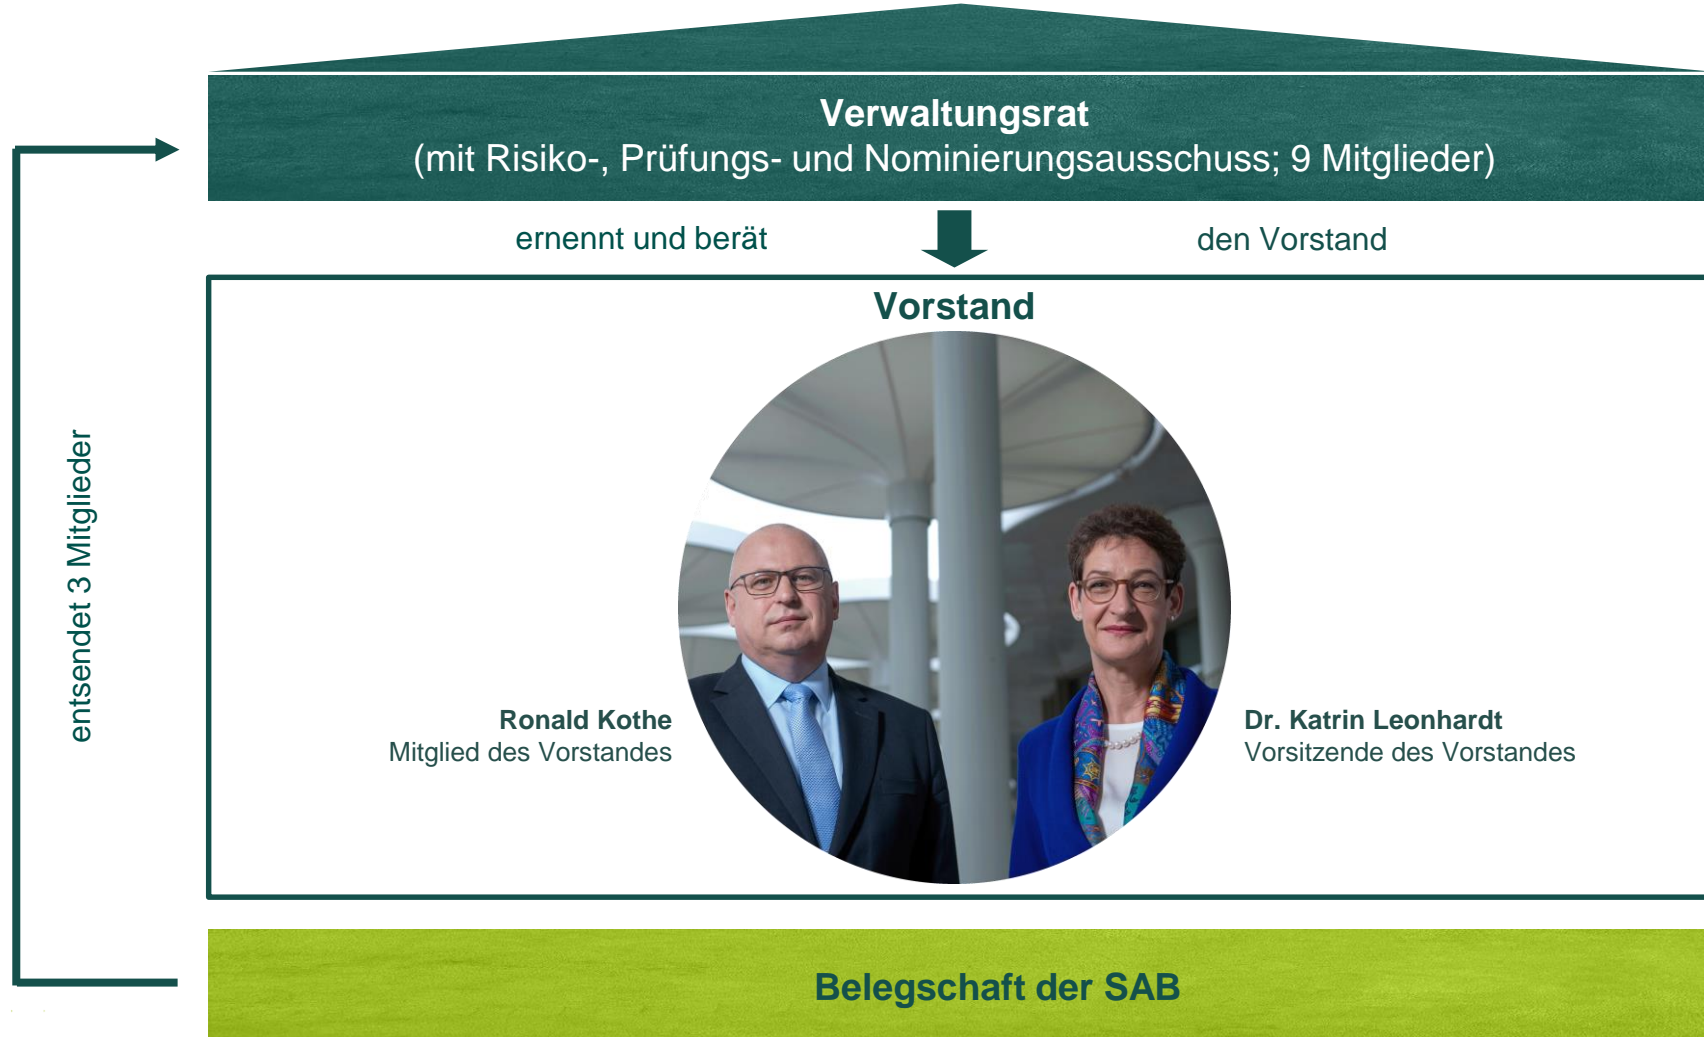 Verwaltungsrat
(mit Risiko-, Prüfungs- und Nominierungsausschuss; 9 Mitglieder)
ernennt und berät
den Vorstand
Vorstand
entsendet 3 Mitglieder
Ronald Kothe
Mitglied des Vorstandes
Dr. Katrin Leonhardt
Vorsitzende des Vorstandes
Belegschaft der SAB